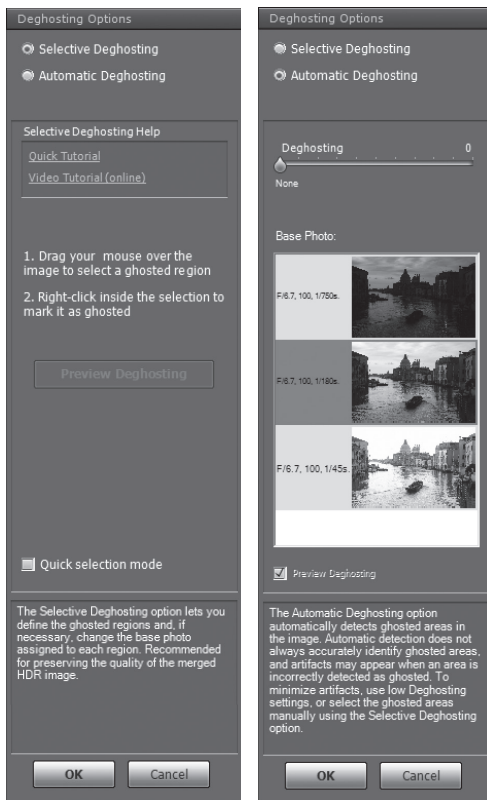 Deghosting Options
Selective Deghosting
Automatic Deghosting
Selective Deghosting Help
Quick Tutorial
Video Tutorial (online)
1. Drag your mouse over the
image to select a ghosted region
2. Right-click inside the selection to
mark it as ghosted
Preview Deghosting
Quick selection mode
The Selective Deghosting option lets you
define the ghosted regions and, if
necessary, change the base photo
assigned to each region. Recommended
for preserving the quality of the merged
HDR image.
OK Cancel
Deghosting Options
Selective Deghosting
Automatic Deghosting
Deghosting 0
None
Base Photo:
F/6.7, 100, 1/750s.
F/6.7, 100, 1/180s.
F/6.7, 100, 1/45s.
Preview Deghosting
The Automatic Deghosting option
automatically detects ghosted areas in
the image. Automatic detection does not
always accurately identify ghosted areas,
and artifacts may appear when an area is
incorrectly detected as ghosted. To
minimize artifacts, use low Deghosting
settings, or select the ghosted areas
manually using the Selective Deghosting
option.
OK Cancel